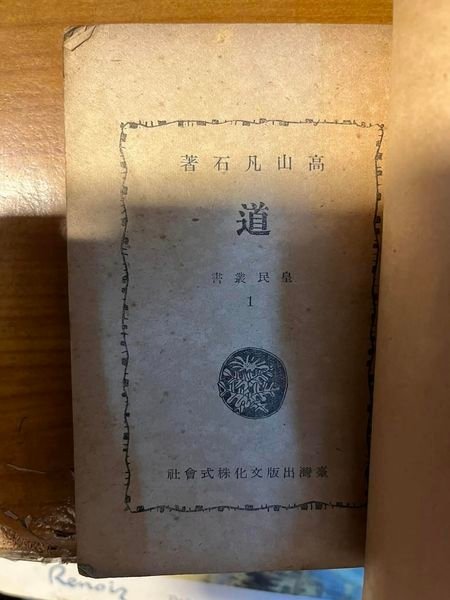 高山凡石著
道
皇民叢書
1
臺灣出版文化株式會社
Renoir